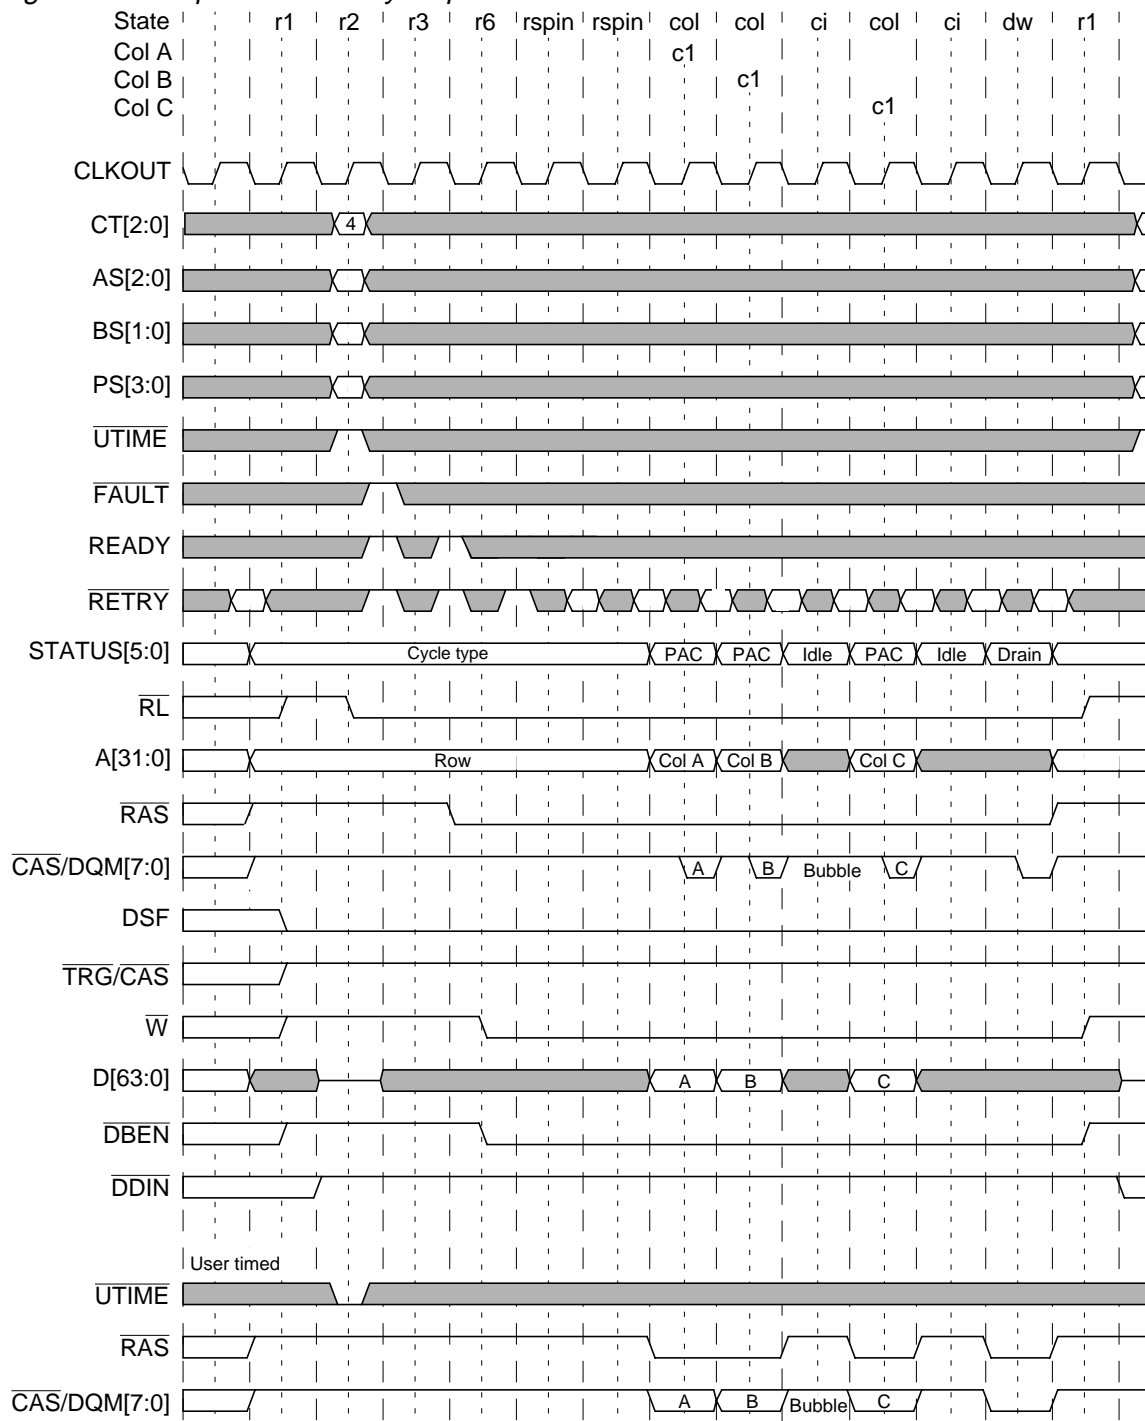 State r1 r2 r3 r6 rspin rspin col col ci col ci dw r1
Col A c1
Col B c1
Col C c1
CLKOUT
CT[2:0] 4
AS[2:0]
BS[1:0]
PS[3:0]
UTIME
FAULT
READY
RETRY
STATUS[5:0] Cycle type PAC PAC Idle PAC Idle Drain
RL
A[31:0] Row Col A Col B Col C
RAS
CAS/DQM[7:0] A B Bubble C
DSF
TRG/CAS
W
D[63:0] A B C
DBEN
DDIN
User timed
UTIME
RAS
CAS/DQM[7:0] A B Bubble C